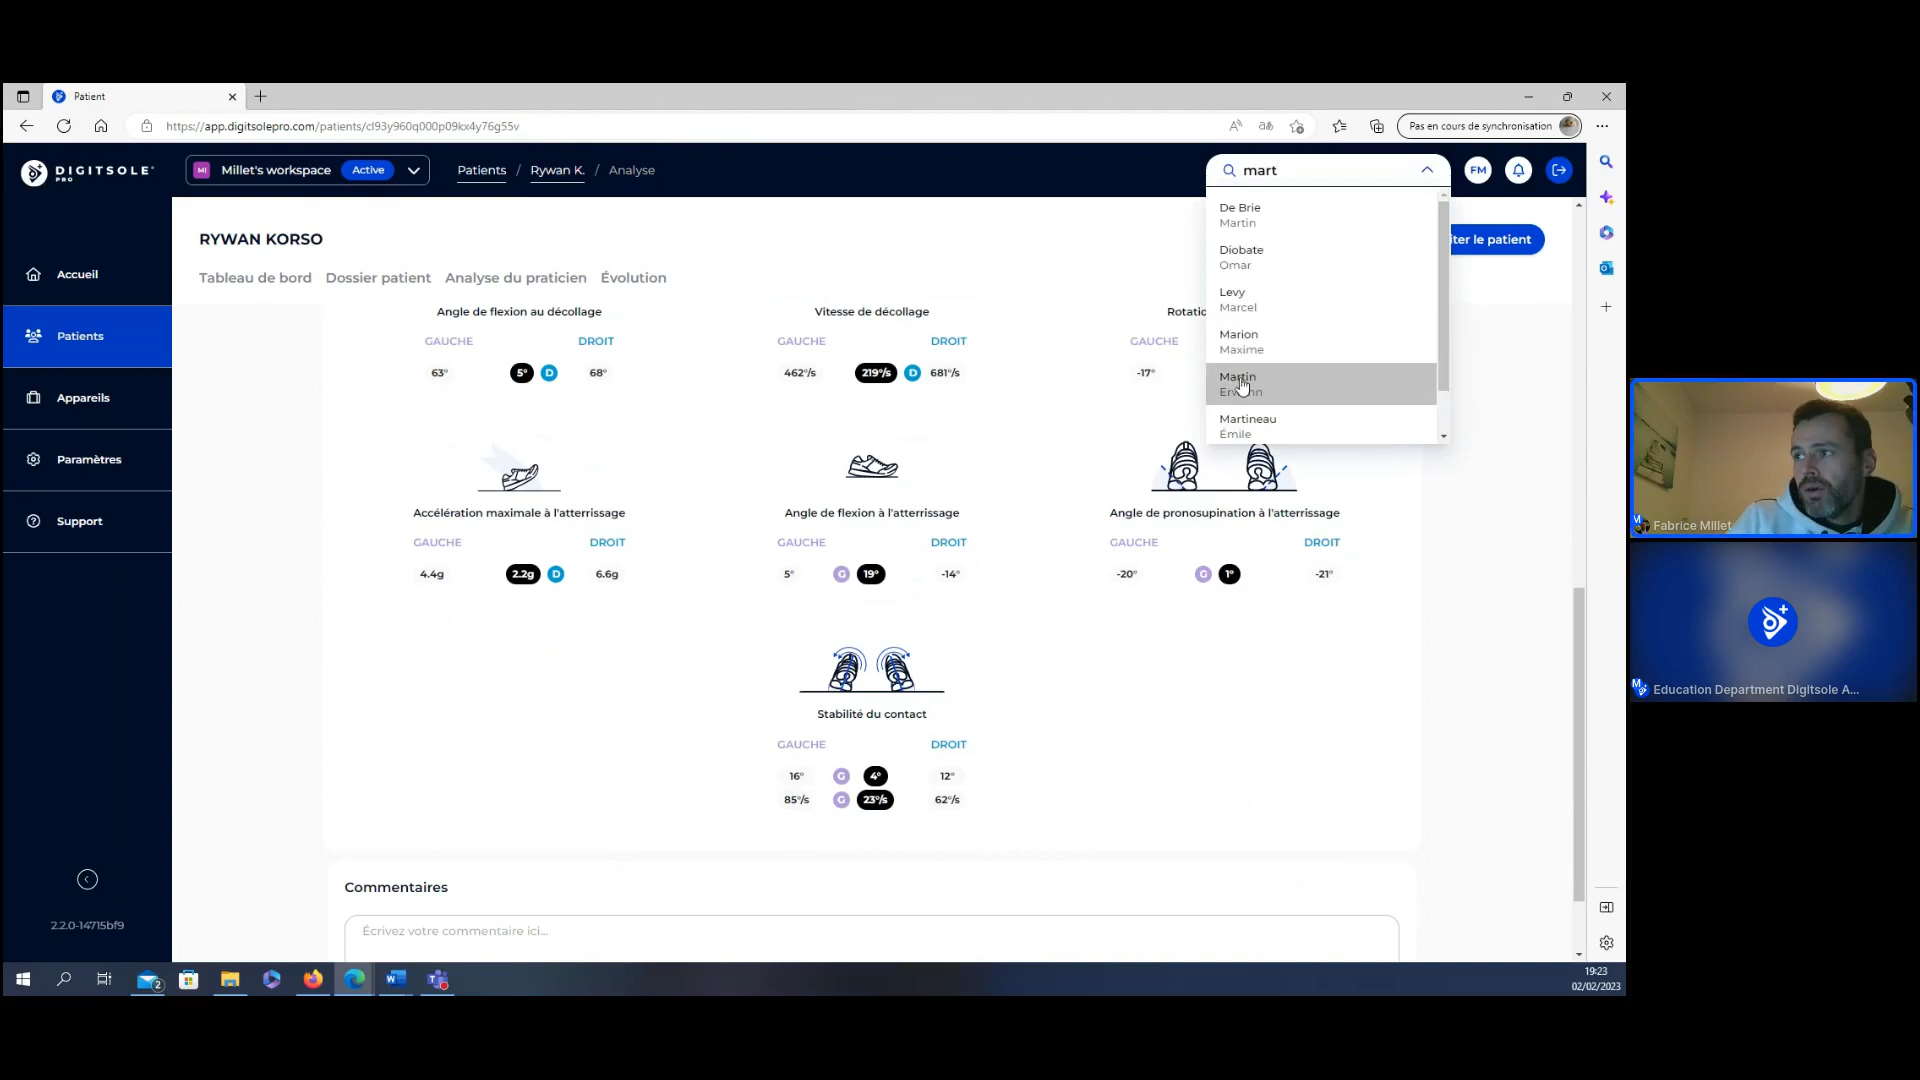 Patient
https://app.digitsolepro.com/patients/cl93y960q000p09kx4y76g55v
Pas en cours de synchronisation
DIGITSOLE
PRO
MI Millet's workspace Active
Patients / Rywan K. / Analyse
mart
FM
De Brie
Martin
Diobate
Omar
Levy
Marcel
Marion
Maxime
Martin
Martineau
Émile
RYWAN KORSO
iter le patient
Tableau de bord Dossier patient Analyse du praticien Évolution
Accueil
Patients
Appareils
Paramètres
Support
2.2.0-14715bf9
Angle de flexion au décollage
GAUCHE DROIT
63° 5° D 68°
Vitesse de décollage
GAUCHE DROIT
462°/s 219°/s D 681°/s
Rotatio
GAUCHE
-17°
Accélération maximale à l'atterrissage
GAUCHE DROIT
4.4g 2.2g D 6.6g
Angle de flexion à l'atterrissage
GAUCHE DROIT
5° G 19° -14°
Angle de pronosupination à l'atterrissage
GAUCHE DROIT
-20° G 1° -21°
Stabilité du contact
GAUCHE DROIT
16° G 4° 12°
85°/s G 23°/s 62°/s
Commentaires
Écrivez votre commentaire ici...
Fabrice Millet
Education Department Digitsole A...
2
19:23
02/02/2023